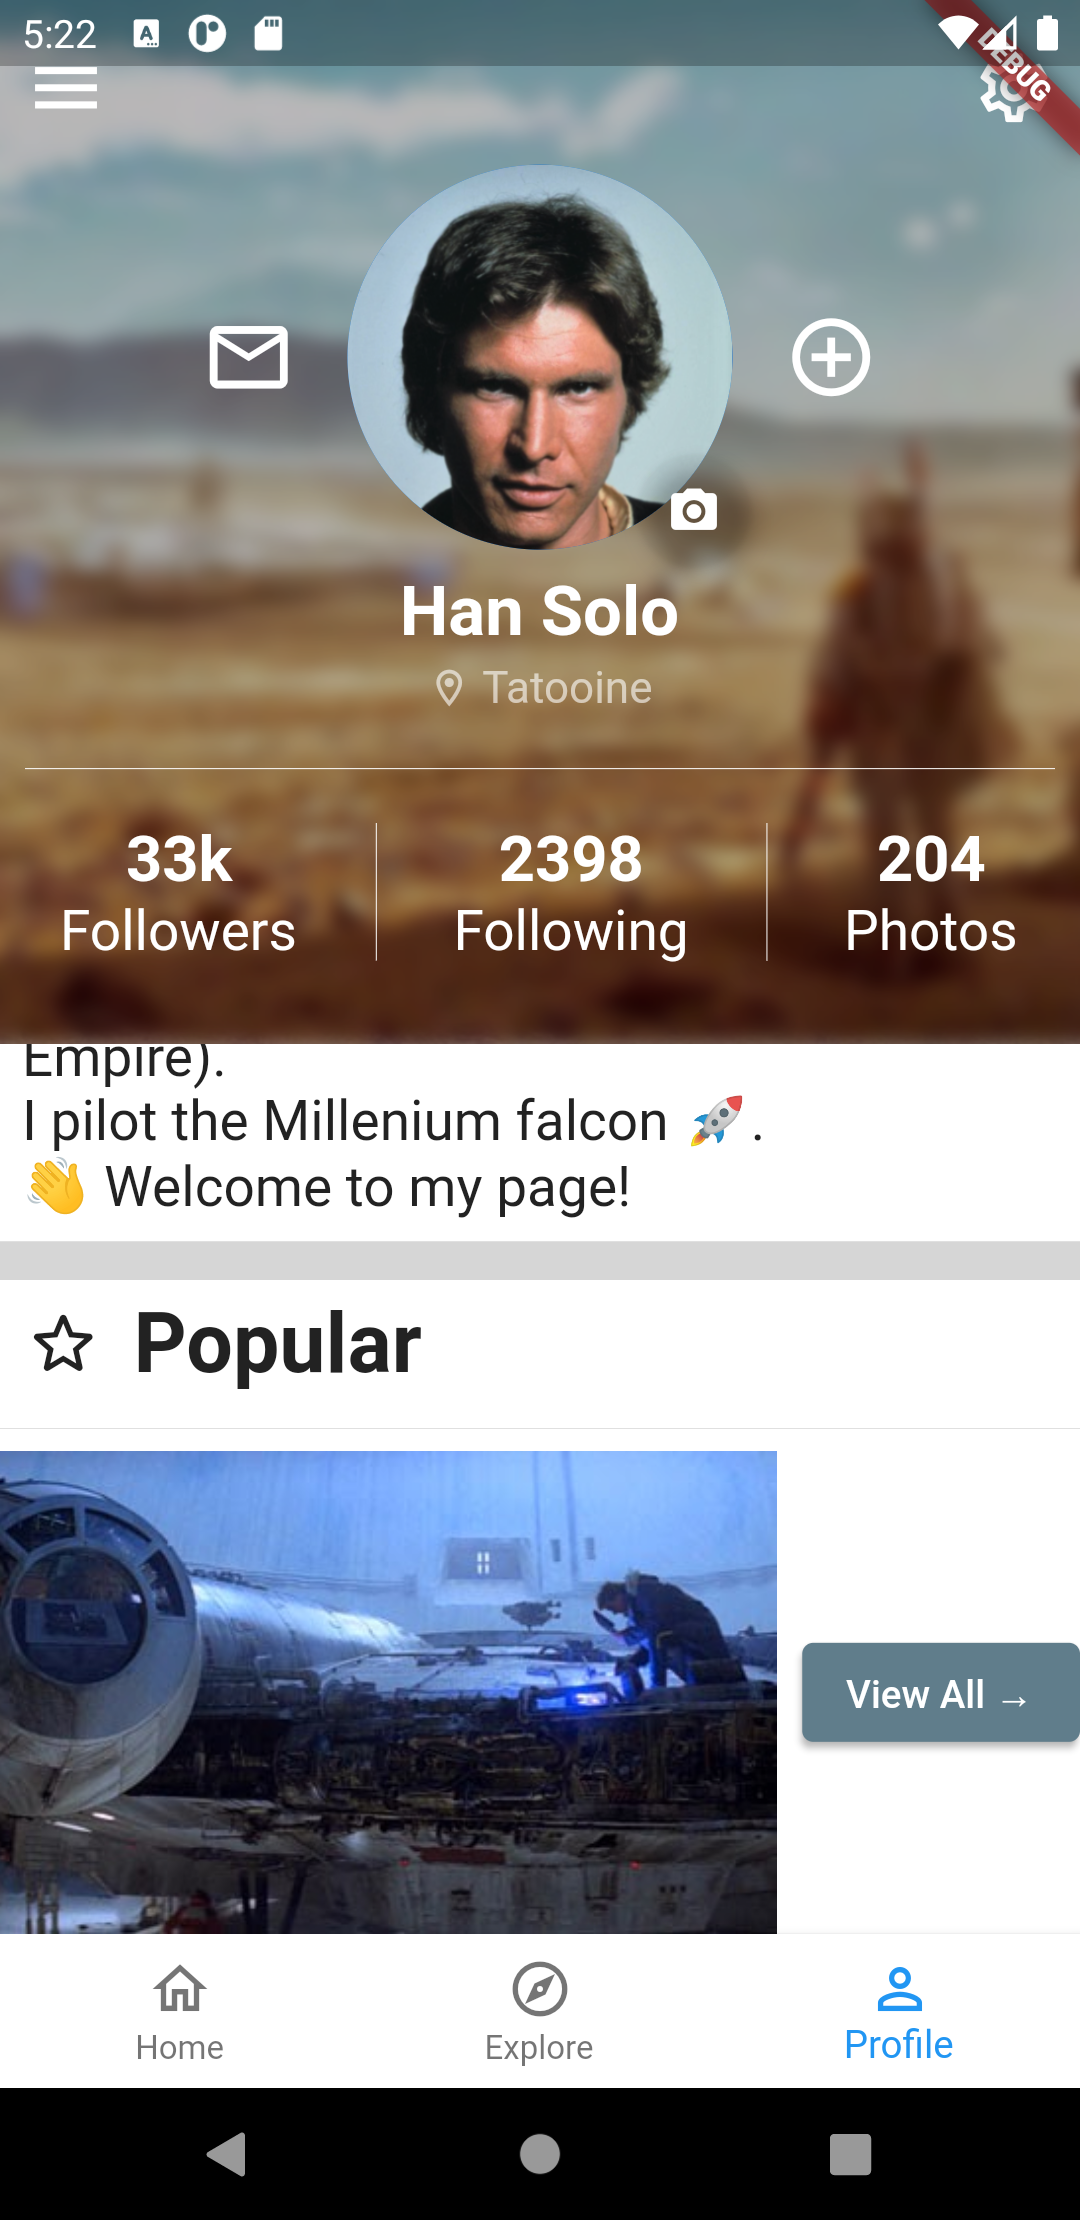 5:22
DEBUG
Han Solo
Tatooine
33k 2398 204
Followers Following Photos
Empire).
I pilot the Millenium falcon 🚀.
👋 Welcome to my page!
Popular
View All →
Home Explore Profile